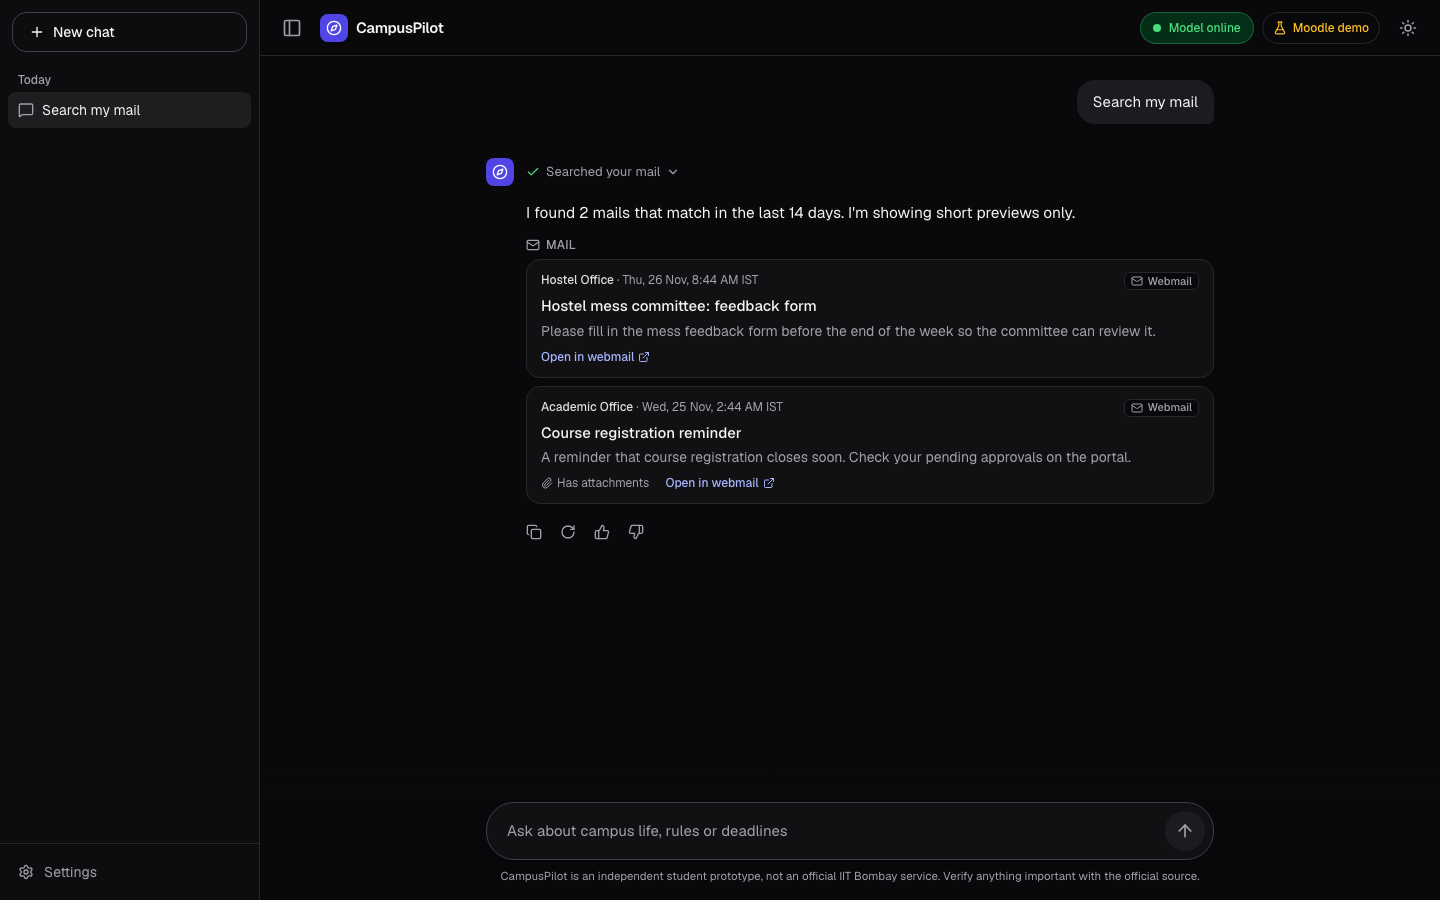 New chat
Today
Search my mail
Settings
CampusPilot
Model online
Moodle demo
Search my mail
Searched your mail
I found 2 mails that match in the last 14 days. I'm showing short previews only.
MAIL
Hostel Office · Thu, 26 Nov, 8:44 AM IST
Webmail
Hostel mess committee: feedback form
Please fill in the mess feedback form before the end of the week so the committee can review it.
Open in webmail
Academic Office · Wed, 25 Nov, 2:44 AM IST
Webmail
Course registration reminder
A reminder that course registration closes soon. Check your pending approvals on the portal.
Has attachments Open in webmail
Ask about campus life, rules or deadlines
CampusPilot is an independent student prototype, not an official IIT Bombay service. Verify anything important with the official source.